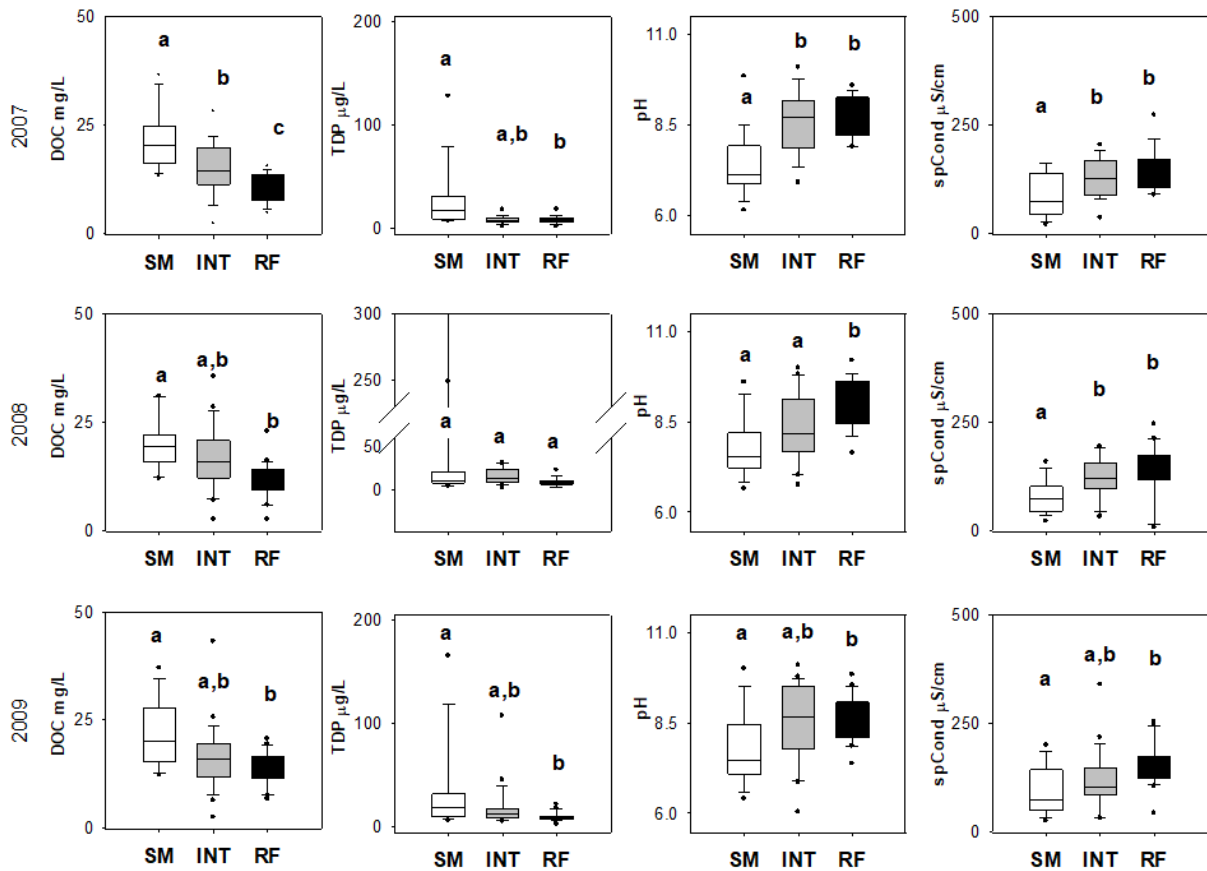 2007
DOC mg/L
50
25
0
a
b
c
SM INT RF
TDP µg/L
200
100
0
a
a,b
b
SM INT RF
pH
11.0
8.5
6.0
a
b
b
SM INT RF
spCond µS/cm
500
250
0
a
b
b
SM INT RF
2008
DOC mg/L
50
25
0
a
a,b
b
SM INT RF
TDP µg/L
300
250
50
0
a a a
SM INT RF
pH
11.0
8.5
6.0
a a b
SM INT RF
spCond µS/cm
500
250
0
a
b
b
SM INT RF
2009
DOC mg/L
50
25
0
a
a,b
b
SM INT RF
TDP µg/L
200
100
0
a
a,b
b
SM INT RF
pH
11.0
8.5
6.0
a a,b b
SM INT RF
spCond µS/cm
500
250
0
a
a,b
b
SM INT RF